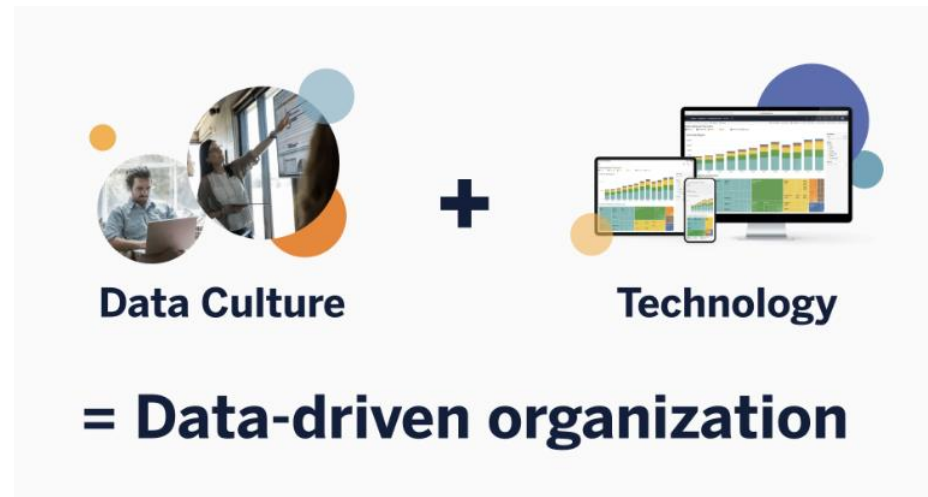 Data Culture
+
Technology
= Data-driven organization